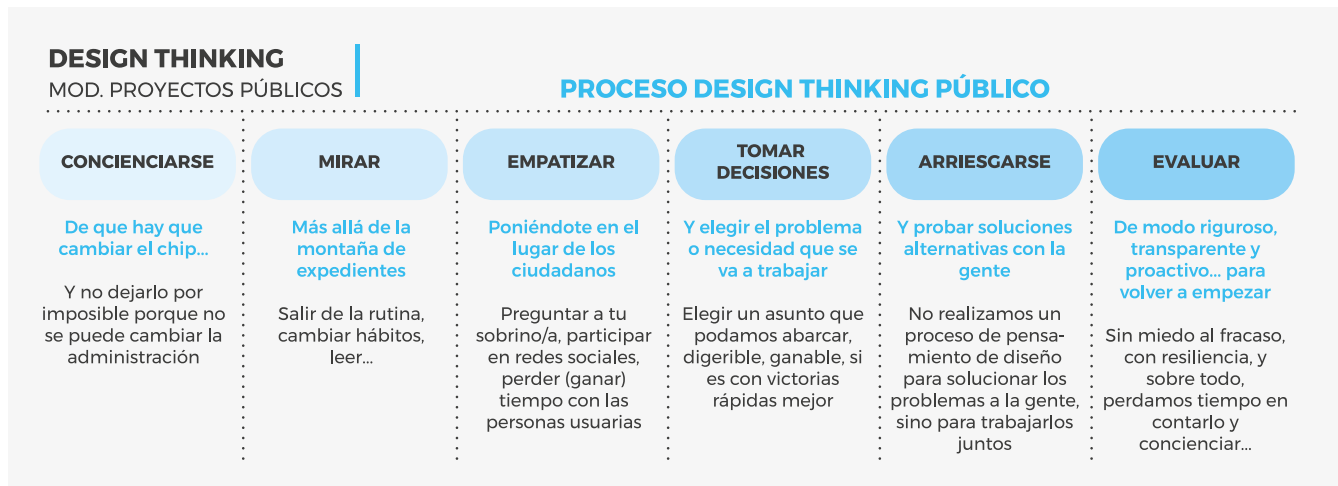 DESIGN THINKING
MOD. PROYECTOS PÚBLICOS
PROCESO DESIGN THINKING PÚBLICO
CONCIENCIARSE
De que hay que
cambiar el chip...
Y no dejarlo por
imposible porque no
se puede cambiar la
administración
MIRAR
Más allá de la
montaña de
expedientes
Salir de la rutina,
cambiar hábitos,
leer...
EMPATIZAR
Poniéndote en el
lugar de los
ciudadanos
Preguntar a tu
sobrino/a, participar
en redes sociales,
perder (ganar)
tiempo con las
personas usuarias
TOMAR
DECISIONES
Y elegir el problema
o necesidad que se
va a trabajar
Elegir un asunto que
podamos abarcar,
digerible, ganable, si
es con victorias
rápidas mejor
ARRIESGARSE
Y probar soluciones
alternativas con la
gente
No realizamos un
proceso de pensa-
miento de diseño
para solucionar los
problemas a la gente,
sino para trabajarlos
juntos
EVALUAR
De modo riguroso,
transparente y
proactivo... para
volver a empezar
Sin miedo al fracaso,
con resiliencia, y
sobre todo,
perdamos tiempo en
contarlo y
concienciar...